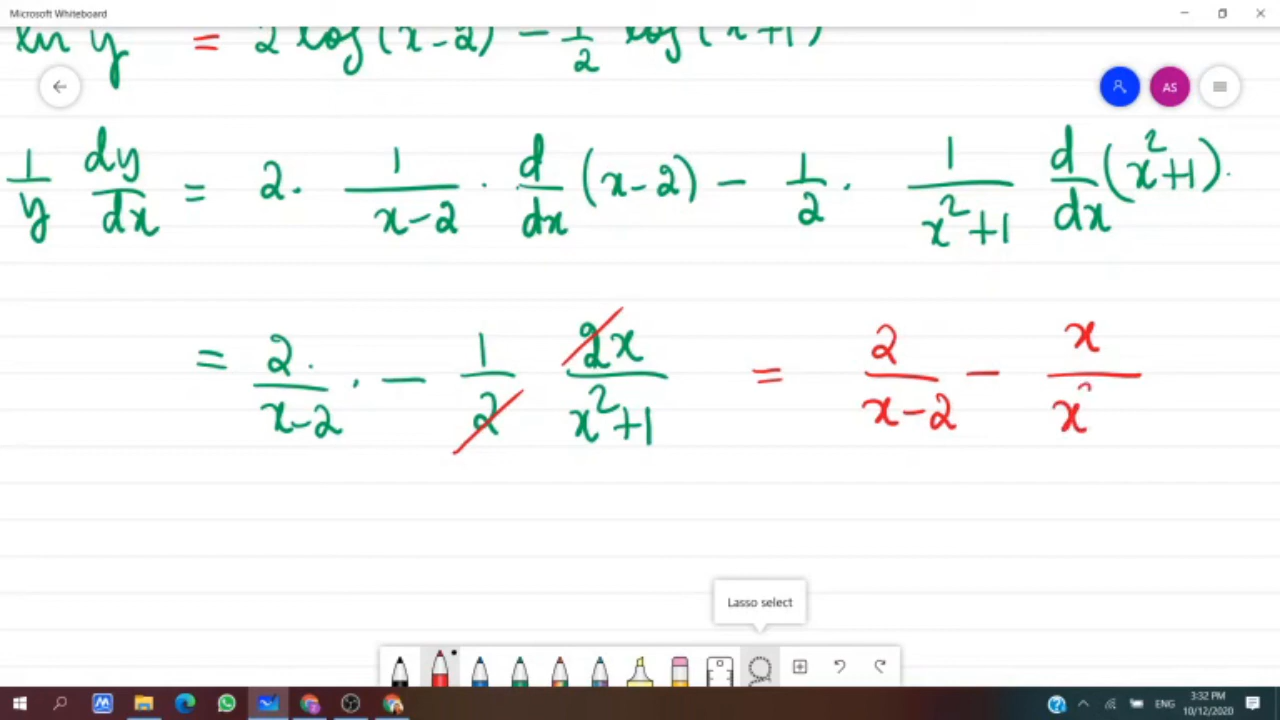 Microsoft Whiteboard
ln y = 2 log(x-2) - 1/2 log(x²+1)
AS
1/y dy/dx = 2. 1/(x-2) . d/dx (x-2) - 1/2 . 1/(x²+1) d/dx (x²+1).
= 2/(x-2) . - 1/2 2x/(x²+1) = 2/(x-2) - x/x²
Lasso select
ENG
3:32 PM
10/12/2020